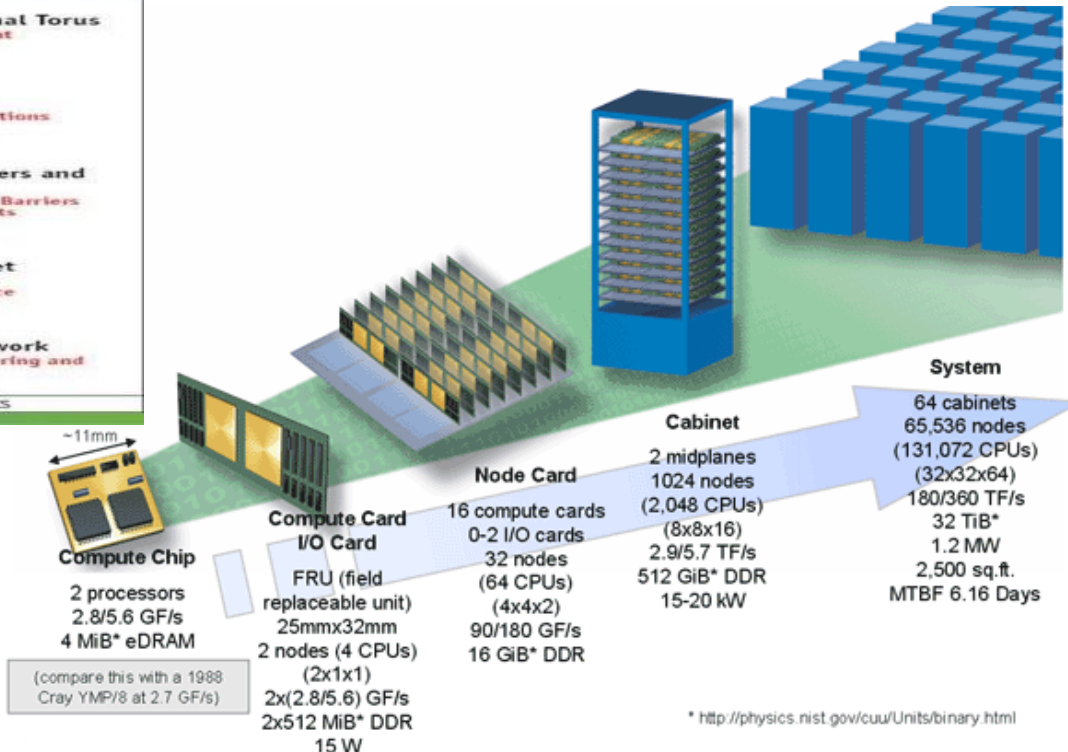 nal Torus
tions
ers and
Barriers
ts
et
ce
work
ring and
s
~11mm
Compute Chip
2 processors
2.8/5.6 GF/s
4 MiB* eDRAM
(compare this with a 1988
Cray YMP/8 at 2.7 GF/s)
Compute Card
I/O Card
FRU (field
replaceable unit)
25mmx32mm
2 nodes (4 CPUs)
(2x1x1)
2x(2.8/5.6) GF/s
2x512 MiB* DDR
15 W
Node Card
16 compute cards
0-2 I/O cards
32 nodes
(64 CPUs)
(4x4x2)
90/180 GF/s
16 GiB* DDR
Cabinet
2 midplanes
1024 nodes
(2,048 CPUs)
(8x8x16)
2.9/5.7 TF/s
512 GiB* DDR
15-20 kW
System
64 cabinets
65,536 nodes
(131,072 CPUs)
(32x32x64)
180/360 TF/s
32 TiB*
1.2 MW
2,500 sq.ft.
MTBF 6.16 Days
* http://physics.nist.gov/cuu/Units/binary.html